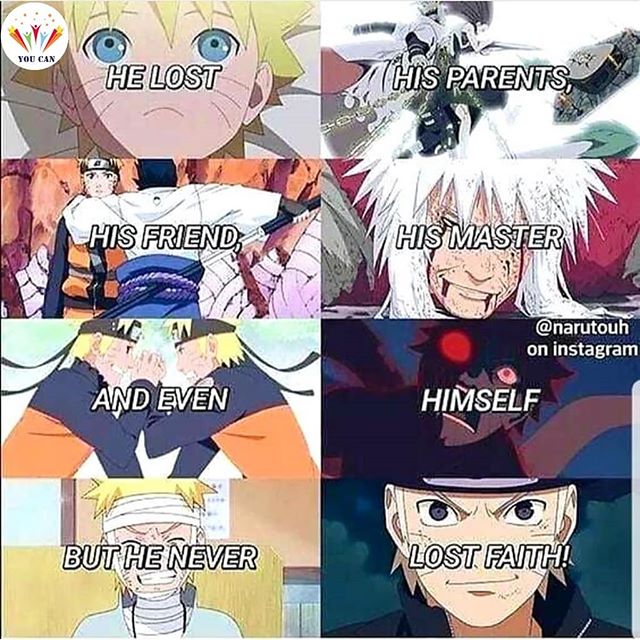 YOU CAN
HE LOST
HIS PARENTS,
HIS FRIEND,
HIS MASTER
@narutouh
on instagram
AND EVEN
HIMSELF
BUT HE NEVER
LOST FAITH!